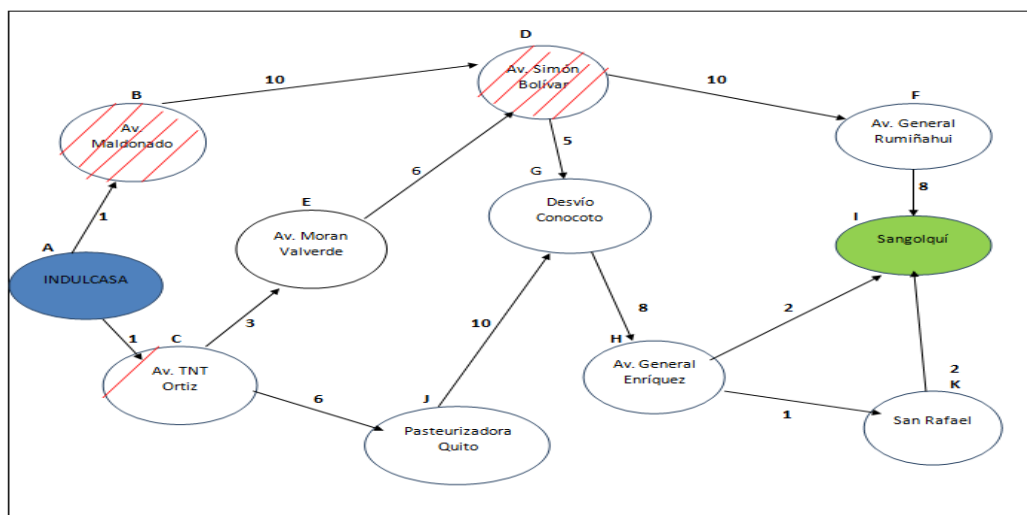 D
Av. Simón
Bolívar
10
10
B
F
Av.
Maldonado
Av. General
Rumiñahui
5
6
G
8
E
Desvío
Conocoto
1
I
Av. Moran
Valverde
Sangolquí
A
INDULCASA
8
2
10
3
1
C
H
Av. TNT
Ortiz
Av. General
Enríquez
2
K
1
6
J
San Rafael
Pasteurizadora
Quito